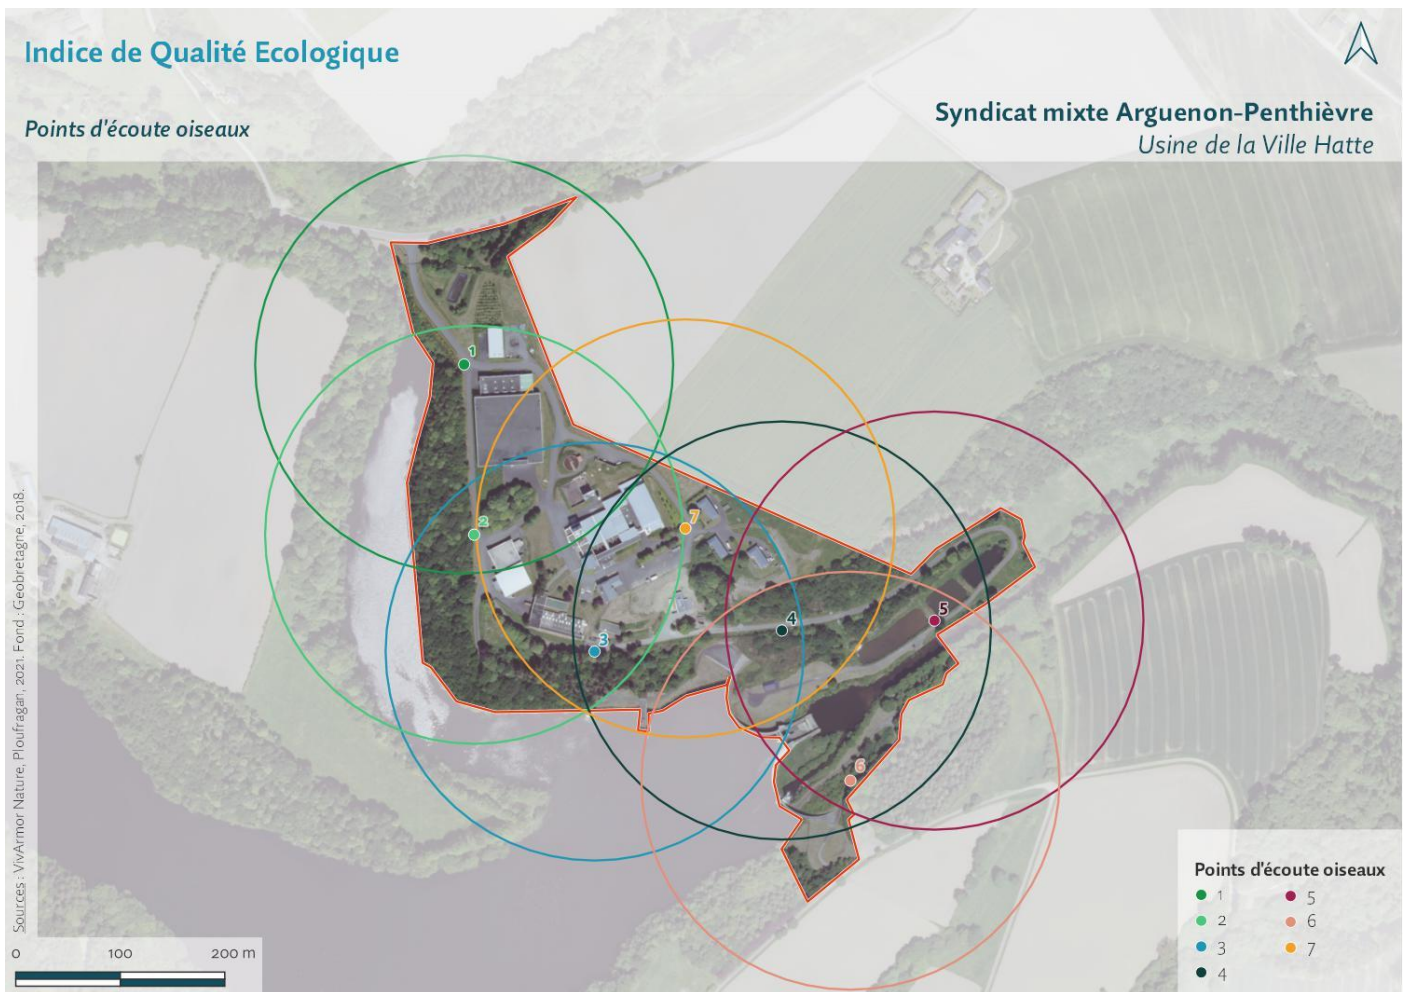 Indice de Qualité Ecologique
Points d'écoute oiseaux
Syndicat mixte Arguenon-Penthièvre
Usine de la Ville Hatte
1
2
3
4
5
6
7
Sources : VivArmor Nature, Ploufragan, 2021. Fond : Geobretagne, 2018.
0 100 200 m
Points d'écoute oiseaux
1 5
2 6
3 7
4